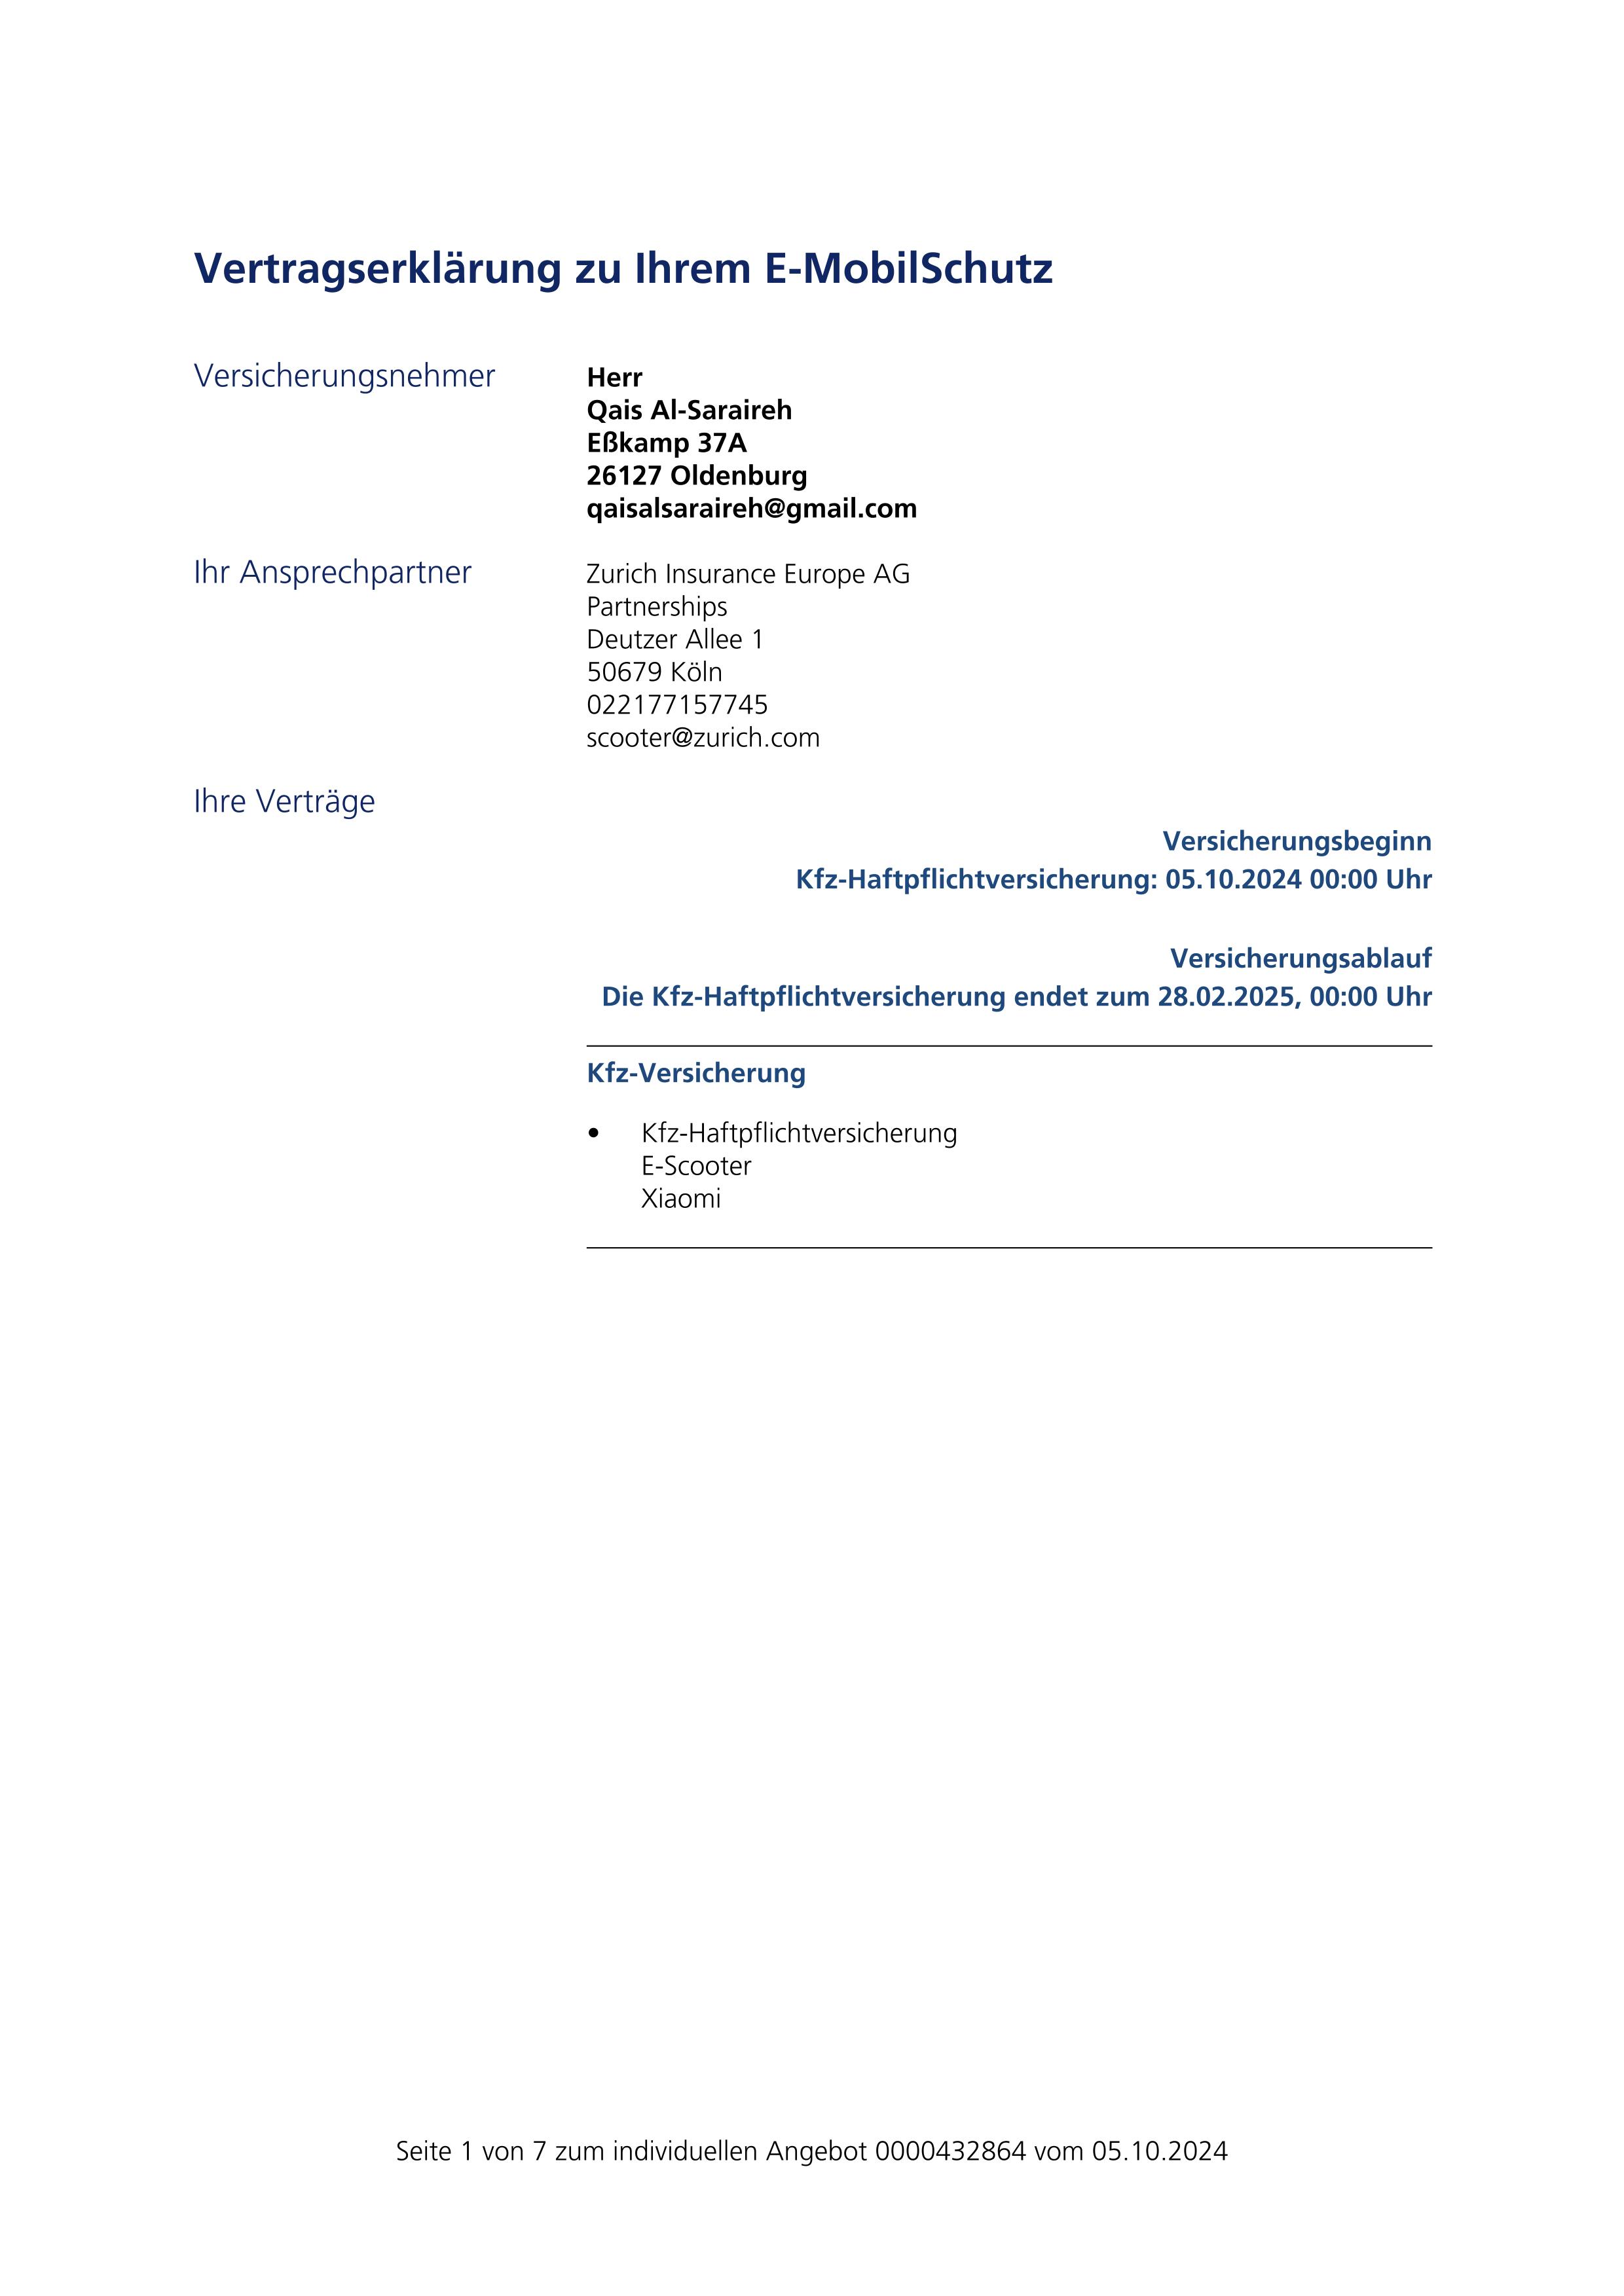 Vertragserklärung zu Ihrem E-MobilSchutz
Versicherungsnehmer
Herr
Qais Al-Saraireh
Eßkamp 37A
26127 Oldenburg
qaisalsaraireh@gmail.com
Ihr Ansprechpartner
Zurich Insurance Europe AG
Partnerships
Deutzer Allee 1
50679 Köln
022177157745
scooter@zurich.com
Ihre Verträge
Versicherungsbeginn
Kfz-Haftpflichtversicherung: 05.10.2024 00:00 Uhr
Versicherungsablauf
Die Kfz-Haftpflichtversicherung endet zum 28.02.2025, 00:00 Uhr
Kfz-Versicherung
• Kfz-Haftpflichtversicherung
E-Scooter
Xiaomi
Seite 1 von 7 zum individuellen Angebot 0000432864 vom 05.10.2024